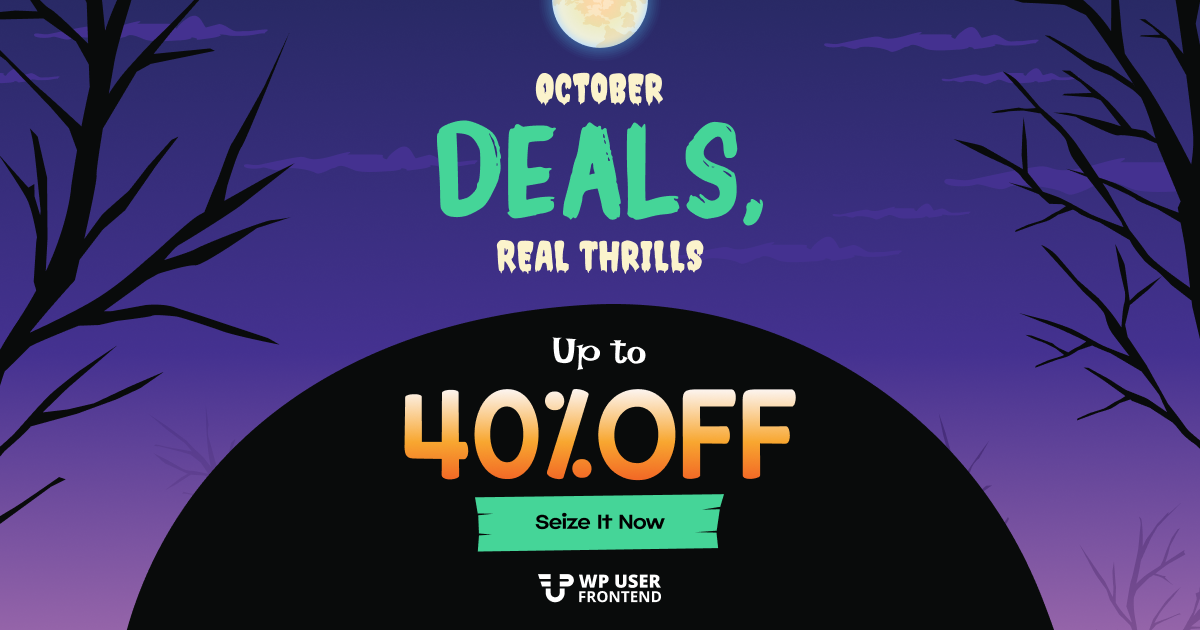 OCTOBER
DEALS,
REAL THRILLS
Up to
40% OFF
Seize It Now
WP USER
FRONTEND